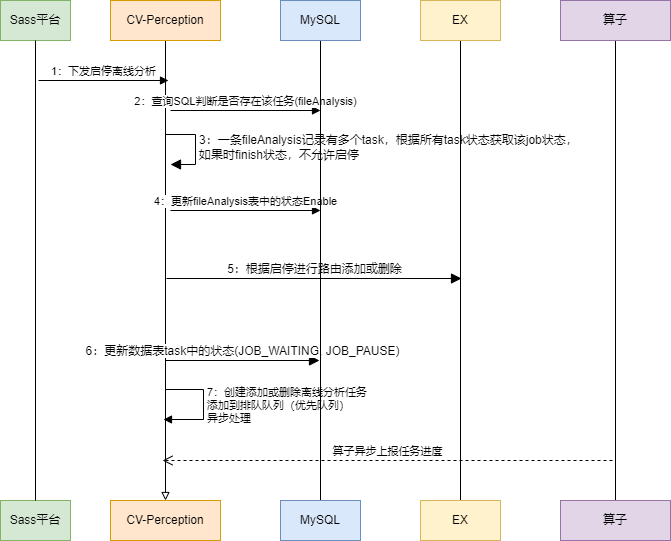 Sass平台
CV-Perception
MySQL
EX
算子
1：下发启停离线分析
2：查询SQL判断是否存在该任务(fileAnalysis)
3：一条fileAnalysis记录有多个task，根据所有task状态获取该job状态，
如果时finish状态，不允许启停
4：更新fileAnalysis表中的状态Enable
5：根据启停进行路由添加或删除
6：更新数据表task中的状态(JOB_WAITING JOB_PAUSE)
7：创建添加或删除离线分析任务
添加到排队队列（优先队列）
异步处理
算子异步上报任务进度
Sass平台
CV-Perception
MySQL
EX
算子